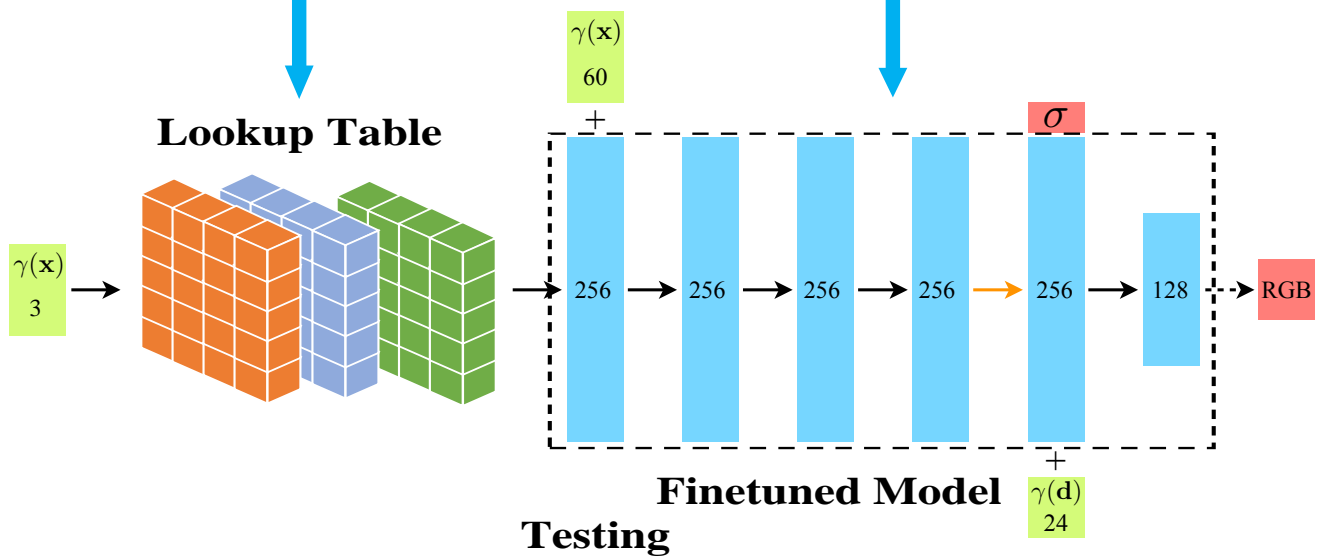 γ(x)
60
+
Lookup Table
σ
γ(x)
3
256
256
256
256
256
128
RGB
+
Finetuned Model
γ(d)
24
Testing